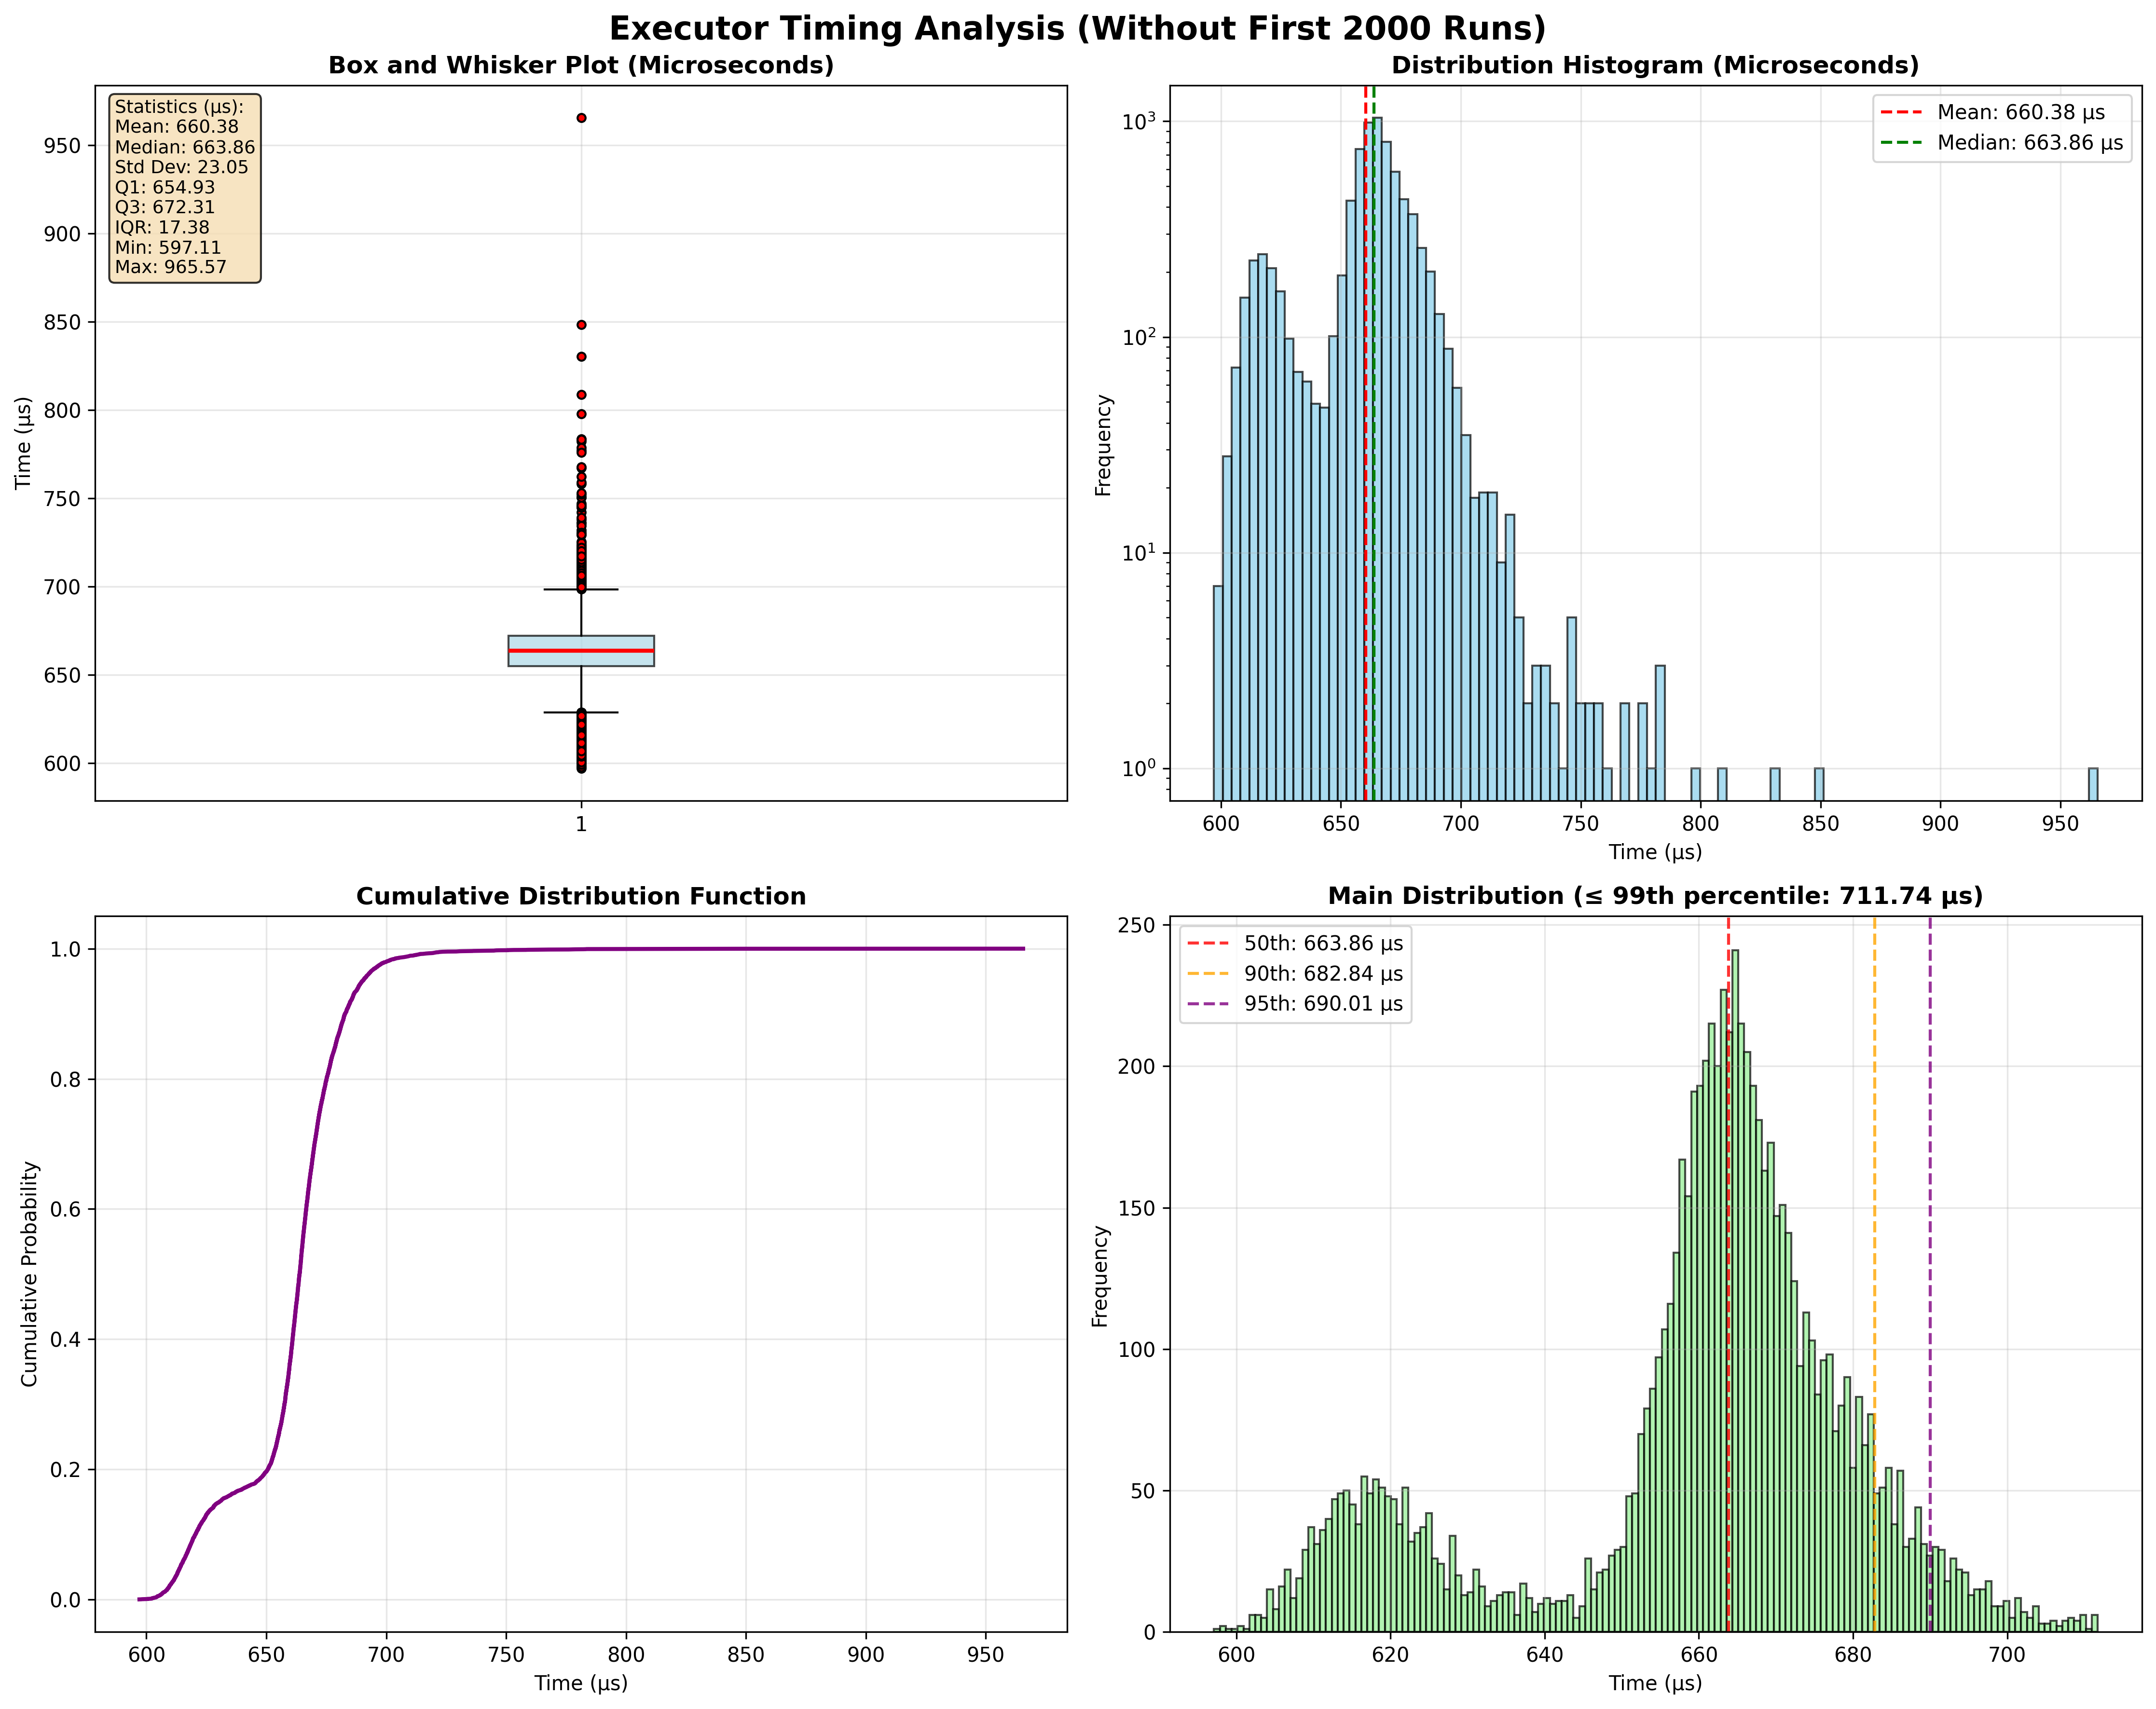 Executor Timing Analysis (Without First 2000 Runs)
Box and Whisker Plot (Microseconds)
Statistics (µs):
Mean: 660.38
Median: 663.86
Std Dev: 23.05
Q1: 654.93
Q3: 672.31
IQR: 17.38
Min: 597.11
Max: 965.57
Time (µs)
950
900
850
800
750
700
650
600
1
Distribution Histogram (Microseconds)
Mean: 660.38 µs
Median: 663.86 µs
Frequency
10³
10²
10¹
10⁰
600 650 700 750 800 850 900 950
Time (µs)
Cumulative Distribution Function
Cumulative Probability
1.0
0.8
0.6
0.4
0.2
0.0
600 650 700 750 800 850 900 950
Time (µs)
Main Distribution (≤ 99th percentile: 711.74 µs)
50th: 663.86 µs
90th: 682.84 µs
95th: 690.01 µs
Frequency
250
200
150
100
50
0
600 620 640 660 680 700
Time (µs)